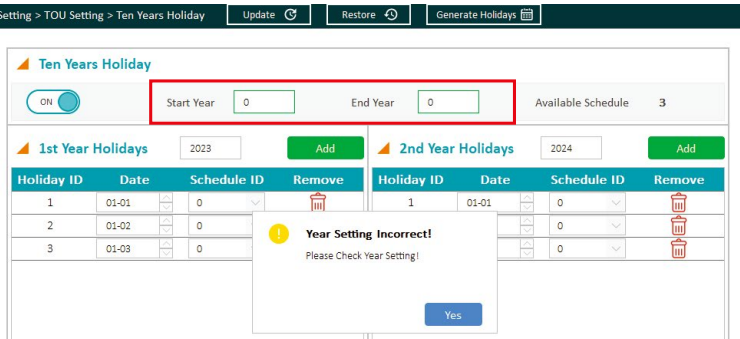 Setting > TOU Setting > Ten Years Holiday Update Restore Generate Holidays
Ten Years Holiday
ON Start Year 0 End Year 0 Available Schedule 3
1st Year Holidays 2023 Add 2nd Year Holidays 2024 Add
Holiday ID Date Schedule ID Remove Holiday ID Date Schedule ID Remove
1 01-01 0 1 01-01 0
2 01-02 0 0
3 01-03 0 0
Year Setting Incorrect!
Please Check Year Setting!
Yes